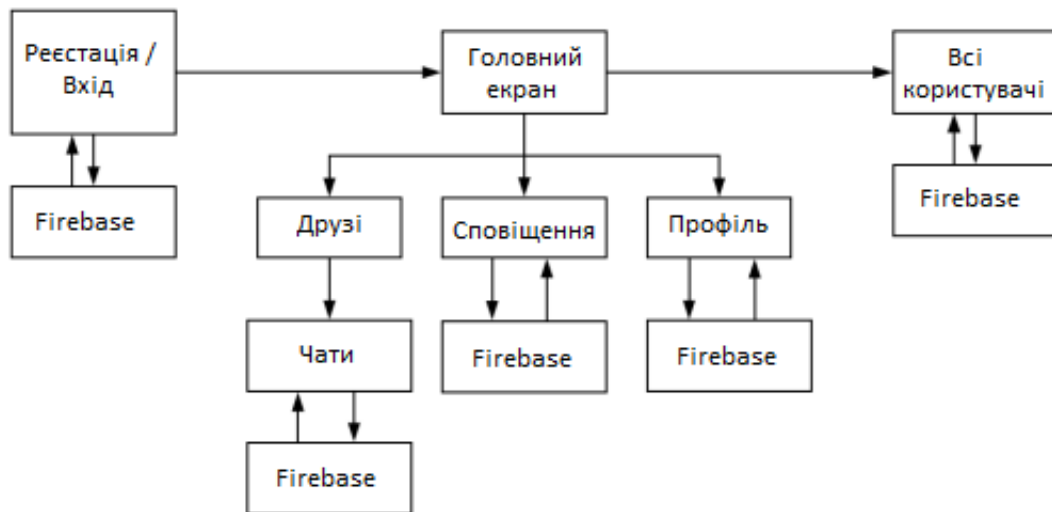 Реєстація /
Вхід
Головний
екран
Всі
користувачі
Firebase
Друзі
Сповіщення
Профіль
Firebase
Чати
Firebase
Firebase
Firebase